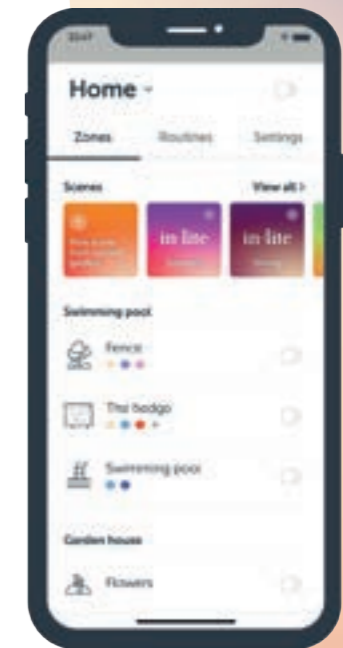 Home
Zones Routines Settings
Scenes View all >
in lite in lite
Swimming pool
Fence
The hedge
Swimming pool
Garden house
Flowers